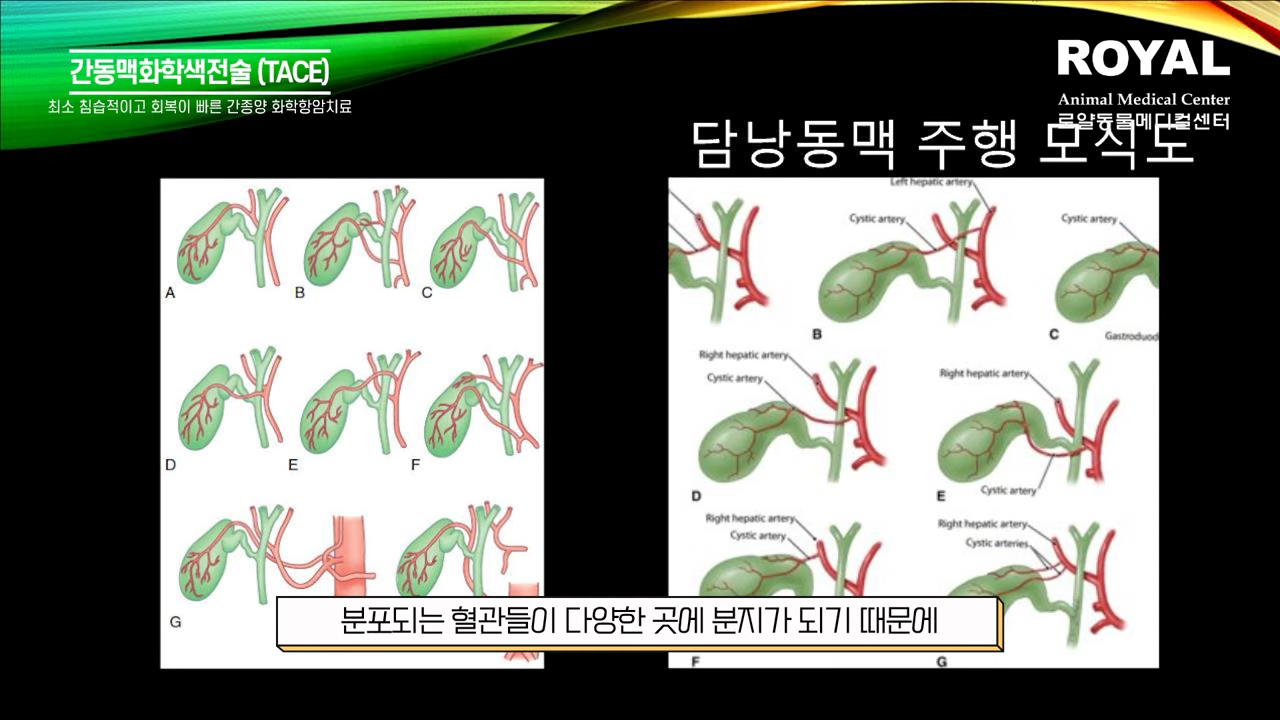 간동맥화학색전술 (TACE)
최소 침습적이고 회복이 빠른 간종양 화학항암치료
ROYAL
Animal Medical Center
로얄동물메디컬센터
담낭동맥 주행 모식도
A
B
C
D
E
F
G
Left hepatic artery
Cystic artery
Cystic artery
B
C
Gastroduod
Right hepatic artery
Cystic artery
Right hepatic artery
Cystic artery
D
E
Right hepatic artery
Cystic artery
Right hepatic artery
Cystic arteries
F
G
분포되는 혈관들이 다양한 곳에 분지가 되기 때문에